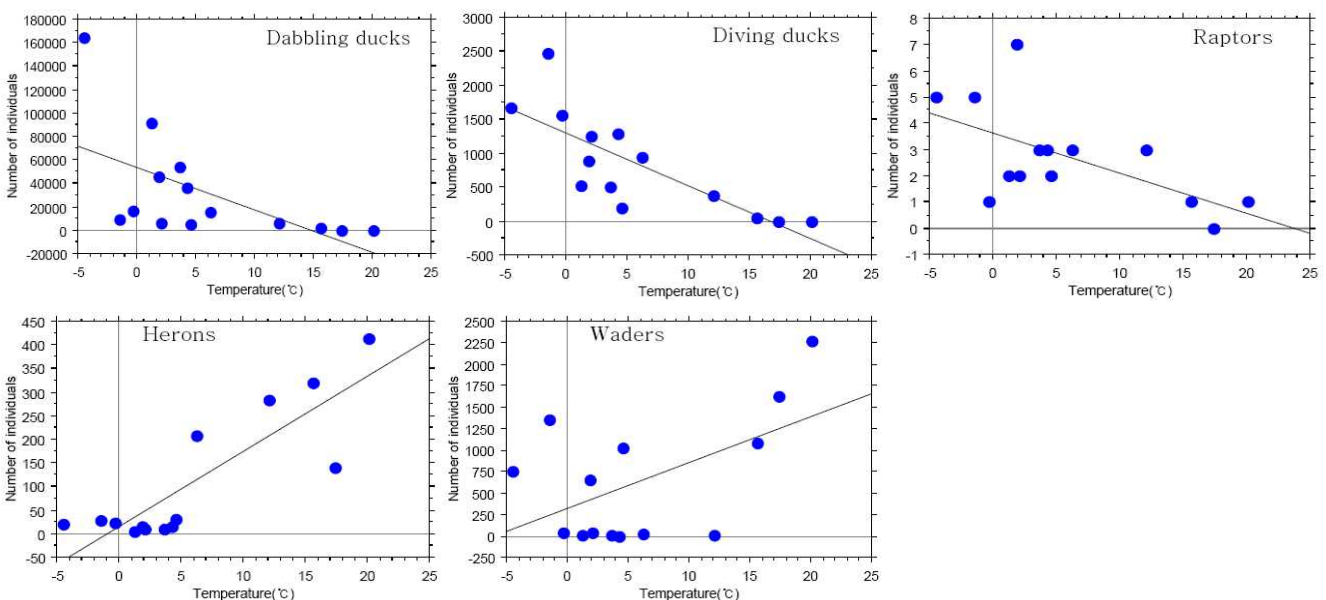 Dabbling ducks
Number of individuals
180000
160000
140000
120000
100000
80000
60000
40000
20000
0
-20000
-5 0 5 10 15 20 25
Temperature(℃)
Diving ducks
Number of individuals
3000
2500
2000
1500
1000
500
0
-500
-5 0 5 10 15 20 25
Temperature(℃)
Raptors
Number of individuals
8
7
6
5
4
3
2
1
0
-1
-5 0 5 10 15 20 25
Temperature(℃)
Herons
Number of individuals
450
400
350
300
250
200
150
100
50
0
-50
-5 0 5 10 15 20 25
Temperature(℃)
Waders
Number of individuals
2500
2250
2000
1750
1500
1250
1000
750
500
250
0
-250
-5 0 5 10 15 20 25
Temperature(℃)